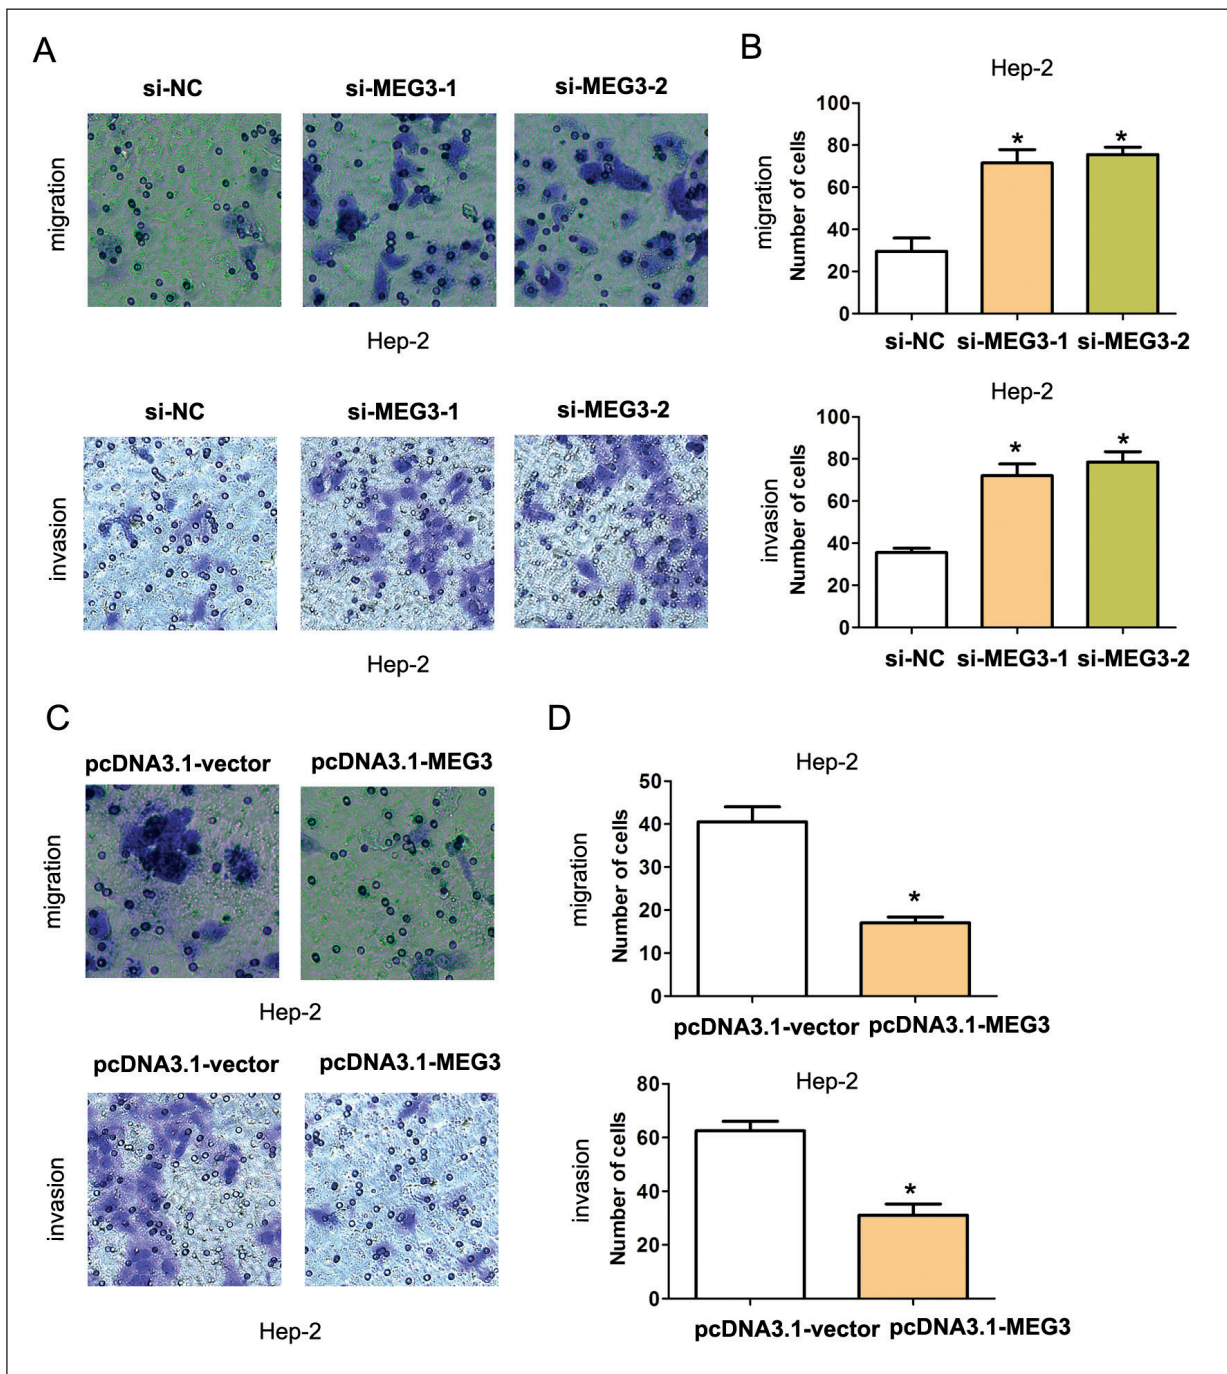 A
si-NC si-MEG3-1 si-MEG3-2
migration
Hep-2
si-NC si-MEG3-1 si-MEG3-2
invasion
Hep-2
B
Hep-2
migration
Number of cells
100
80
60
40
20
0
* *
si-NC si-MEG3-1 si-MEG3-2
Hep-2
invasion
Number of cells
100
80
60
40
20
0
* *
si-NC si-MEG3-1 si-MEG3-2
C
pcDNA3.1-vector pcDNA3.1-MEG3
migration
Hep-2
pcDNA3.1-vector pcDNA3.1-MEG3
invasion
Hep-2
D
Hep-2
migration
Number of cells
50
40
30
20
10
0
*
pcDNA3.1-vector pcDNA3.1-MEG3
Hep-2
invasion
Number of cells
80
60
40
20
0
*
pcDNA3.1-vector pcDNA3.1-MEG3